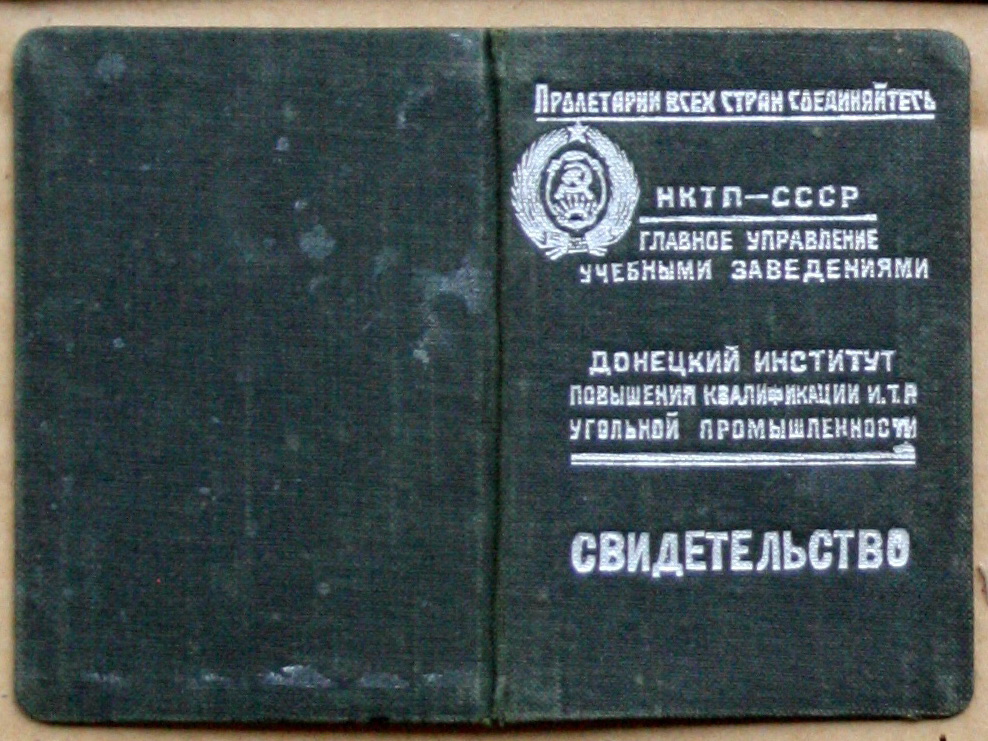 ПРОЛЕТАРИИ ВСЕХ СТРАН СОЕДИНЯЙТЕСЬ
НКТП—СССР
ГЛАВНОЕ УПРАВЛЕНИЕ
УЧЕБНЫМИ ЗАВЕДЕНИЯМИ
ДОНЕЦКИЙ ИНСТИТУТ
ПОВЫШЕНИЯ КВАЛИФИКАЦИИ И.Т.Р
УГОЛЬНОЙ ПРОМЫШЛЕННОСТИ
СВИДЕТЕЛЬСТВО